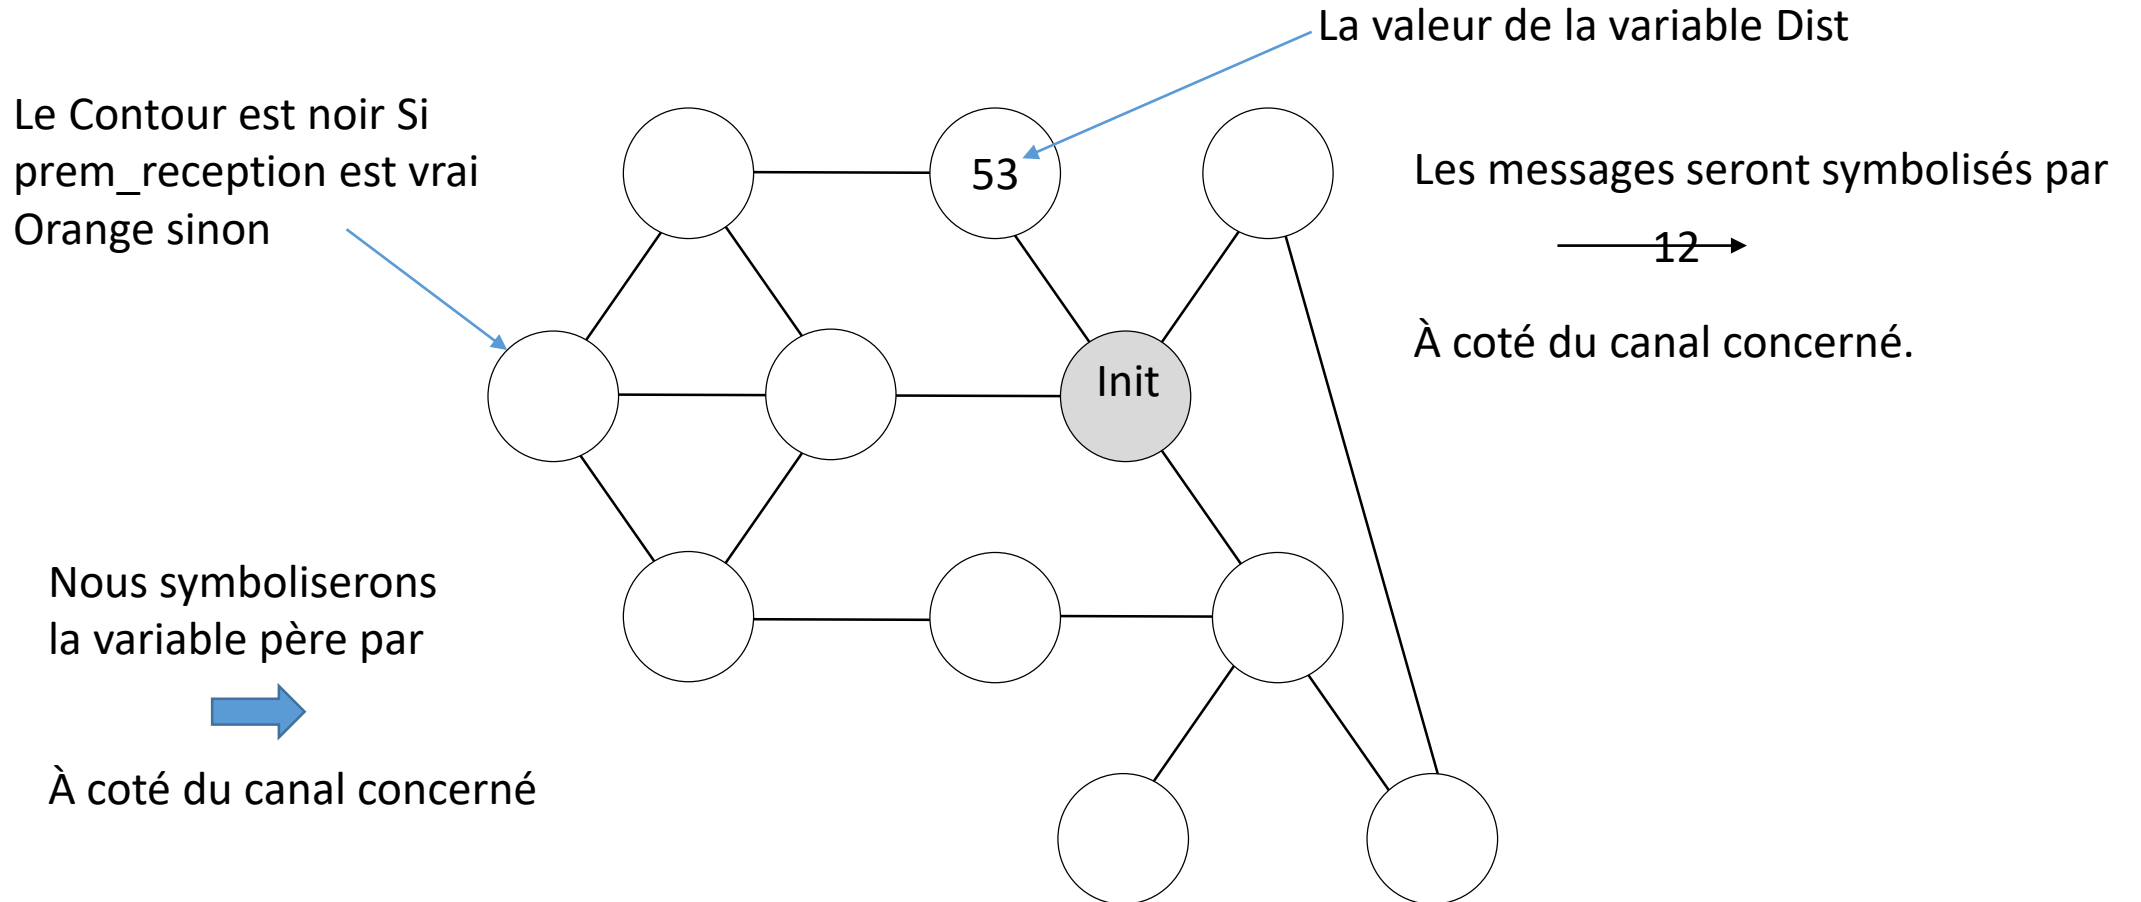 La valeur de la variable Dist
Le Contour est noir Si
prem_reception est vrai
Orange sinon
53
Les messages seront symbolisés par
12
À coté du canal concerné.
Init
Nous symboliserons
la variable père par
À coté du canal concerné